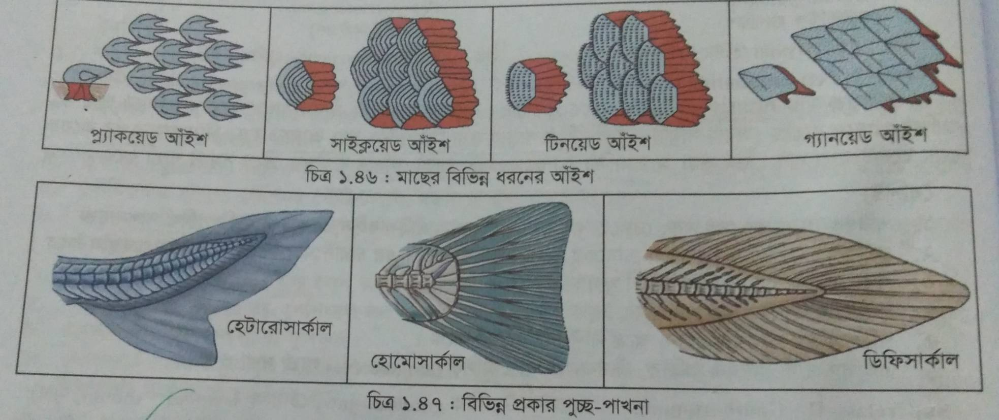 প্ল্যাকয়েড আঁইশ
সাইক্লয়েড আঁইশ
টিনয়েড আঁইশ
গ্যানয়েড আঁইশ
চিত্র ১.৪৬ : মাছের বিভিন্ন ধরনের আঁইশ
হেটারোসার্কাল
হোমোসার্কাল
ডিফিসার্কাল
চিত্র ১.৪৭ : বিভিন্ন প্রকার পুচ্ছ-পাখনা